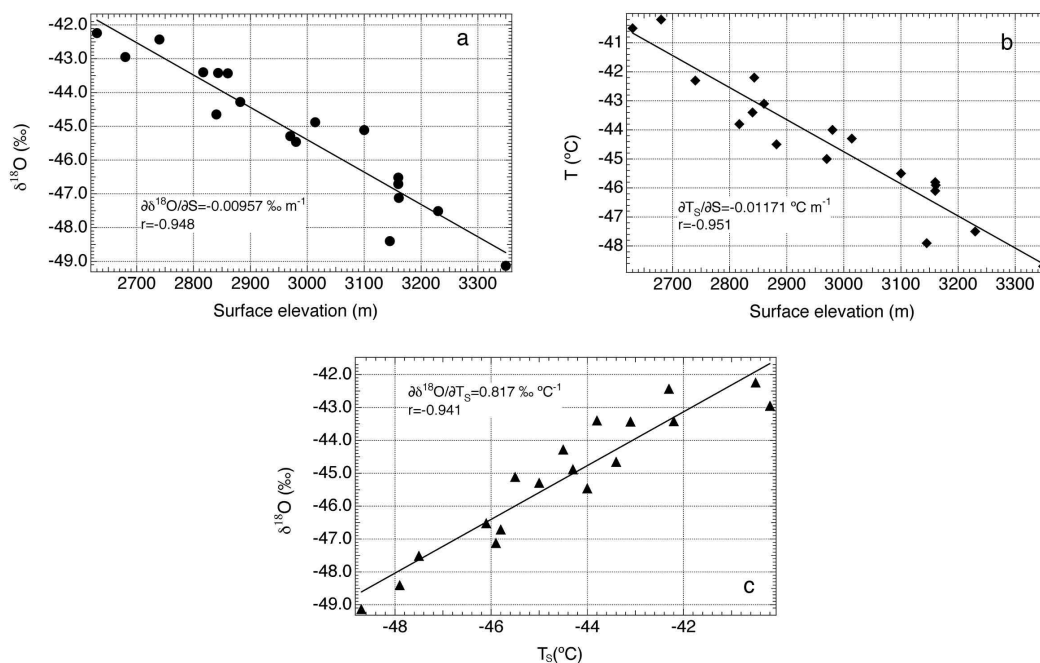 a
-42.0
-43.0
-44.0
-45.0
-46.0
-47.0
-48.0
-49.0
δ¹⁸O (‰)
∂δ¹⁸O/∂S=-0.00957 ‰ m⁻¹
r=-0.948
2700 2800 2900 3000 3100 3200 3300
Surface elevation (m)
b
-41
-42
-43
-44
-45
-46
-47
-48
T (ºC)
∂T_S/∂S=-0.01171 ºC m⁻¹
r=-0.951
2700 2800 2900 3000 3100 3200 3300
Surface elevation (m)
-42.0
-43.0
-44.0
-45.0
-46.0
-47.0
-48.0
-49.0
δ¹⁸O (‰)
∂δ¹⁸O/∂T_S=0.817 ‰ ºC⁻¹
r=-0.941
c
-48 -46 -44 -42
T_S(ºC)